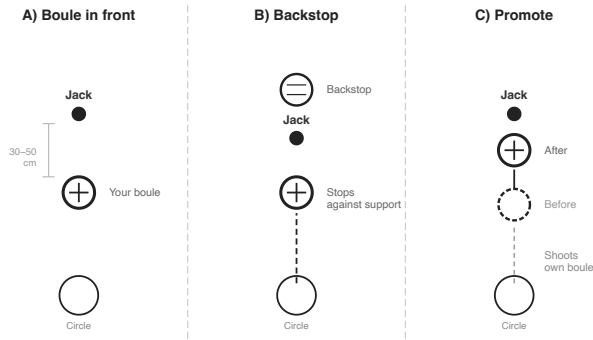 A) Boule in front
Jack
30–50
cm
Your boule
Circle
B) Backstop
Backstop
Jack
Stops
against support
Circle
C) Promote
Jack
After
Before
Shoots
own boule
Circle